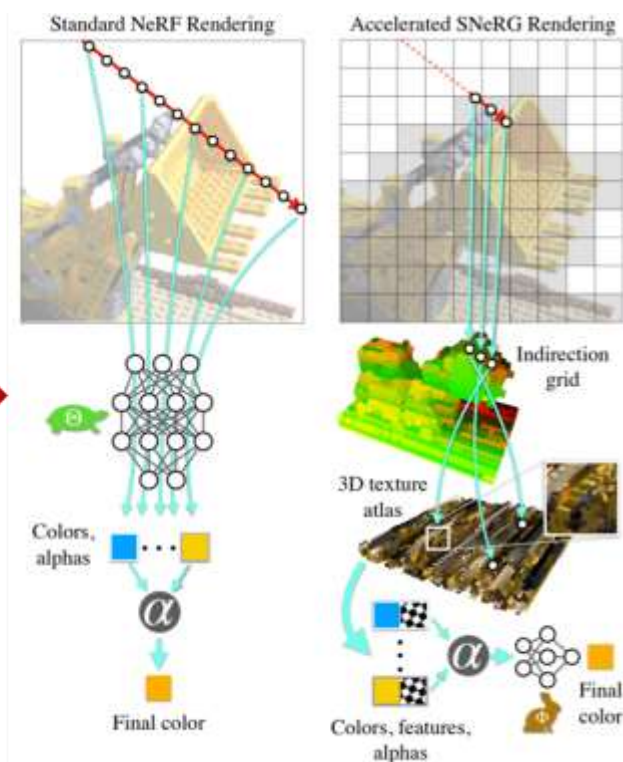 Standard NeRF Rendering
Accelerated SNeRG Rendering
Indirection
grid
Θ
3D texture
atlas
Colors,
alphas
α
Final color
α
Φ
Final
color
Colors, features,
alphas